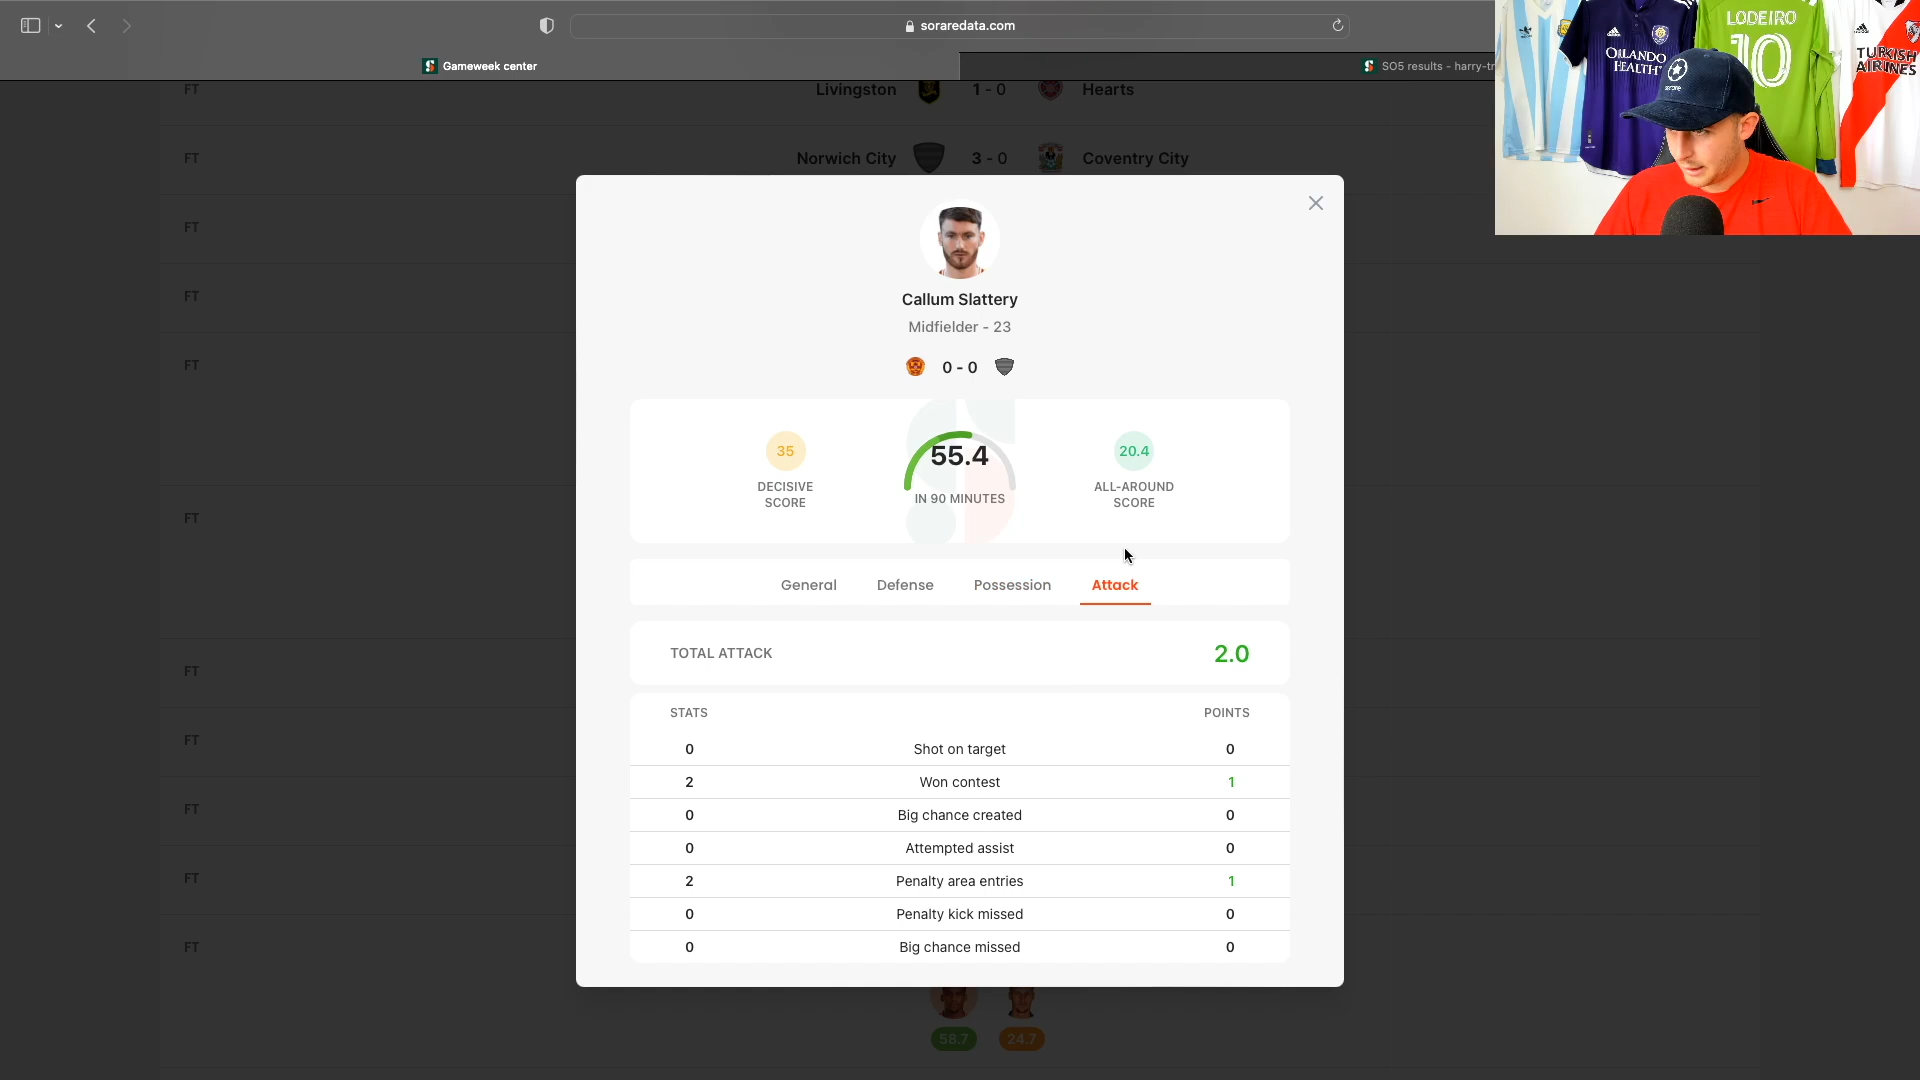 soraredata.com
Gameweek center
SO5 results - harry-tr
FT
Livingston 1 - 0 Hearts
FT
Norwich City 3 - 0 Coventry City
FT
FT
FT
FT
FT
FT
FT
FT
FT
Callum Slattery
Midfielder - 23
0 - 0
35
DECISIVE
SCORE
55.4
IN 90 MINUTES
20.4
ALL-AROUND
SCORE
General
Defense
Possession
Attack
TOTAL ATTACK 2.0
STATS POINTS
0 Shot on target 0
2 Won contest 1
0 Big chance created 0
0 Attempted assist 0
2 Penalty area entries 1
0 Penalty kick missed 0
0 Big chance missed 0
58.7
24.7
ORLANDO
HEALTH
LODEIRO
10
TURKISH
AIRLINES
sorare